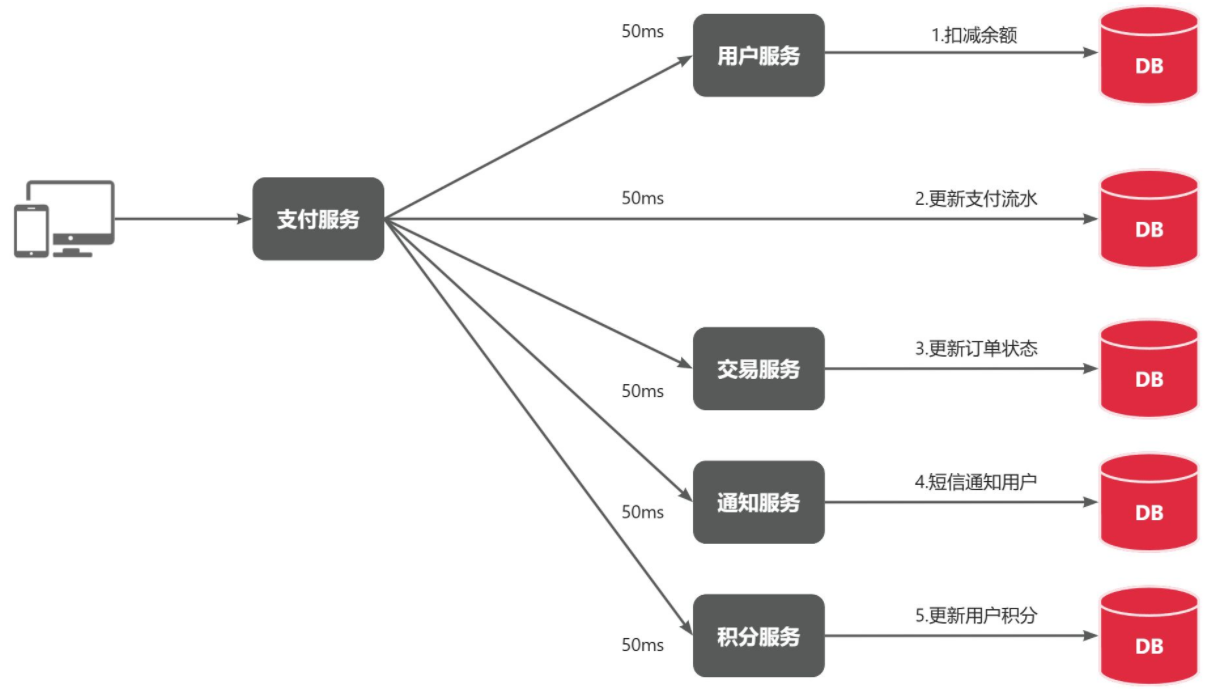 50ms
用户服务
1.扣减余额
DB
支付服务
50ms
2.更新支付流水
DB
50ms
交易服务
3.更新订单状态
DB
50ms
通知服务
4.短信通知用户
DB
50ms
积分服务
5.更新用户积分
DB